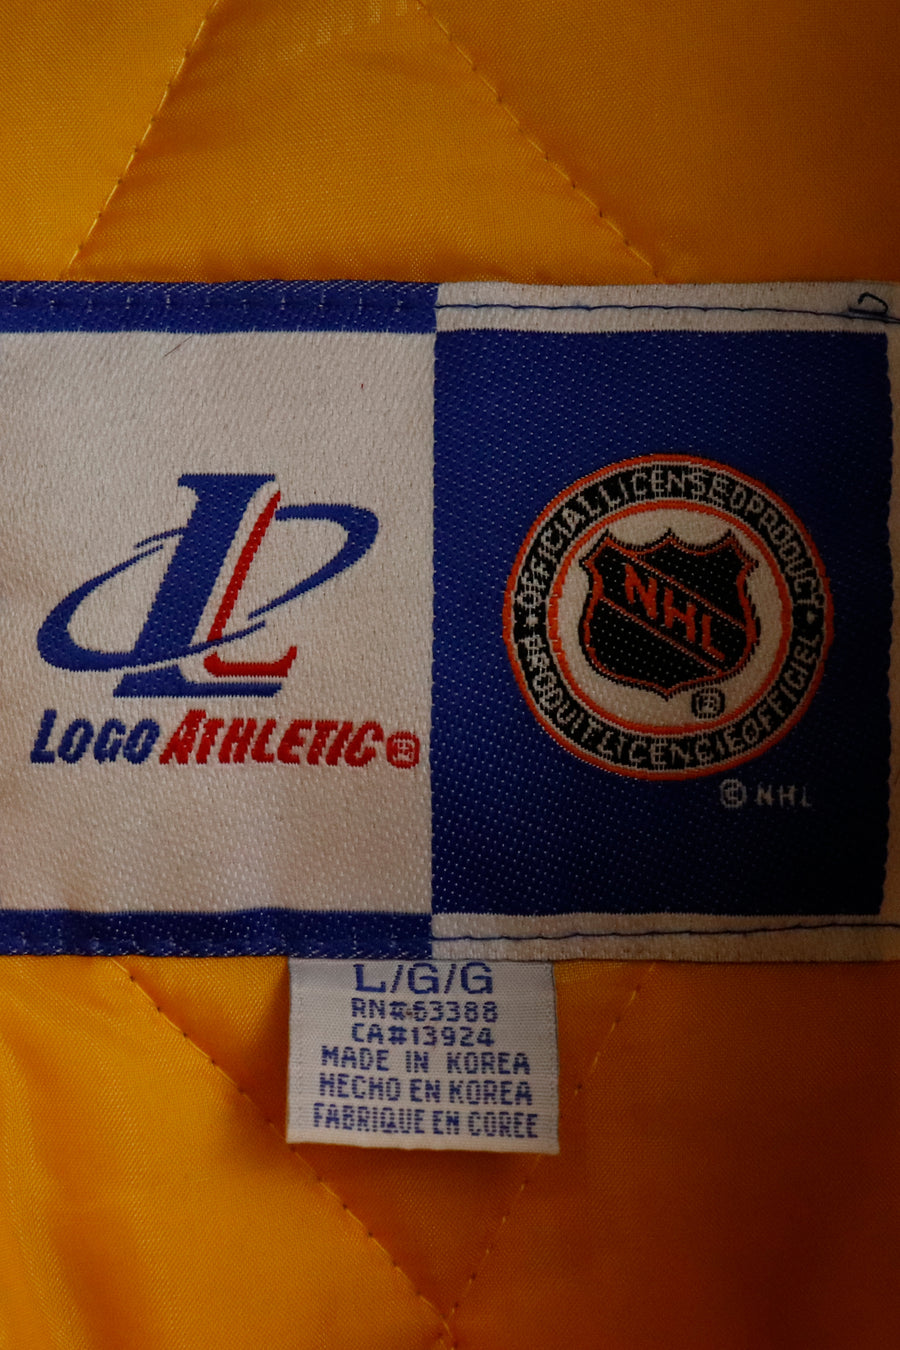 LOGO ATHLETIC®
OFFICIAL LICENSED PRODUCT
NHL
®
PRODUIT LICENCIE OFFICIEL
© NHL
L/G/G
RN#63388
CA#13924
MADE IN KOREA
HECHO EN KOREA
FABRIQUE EN COREE